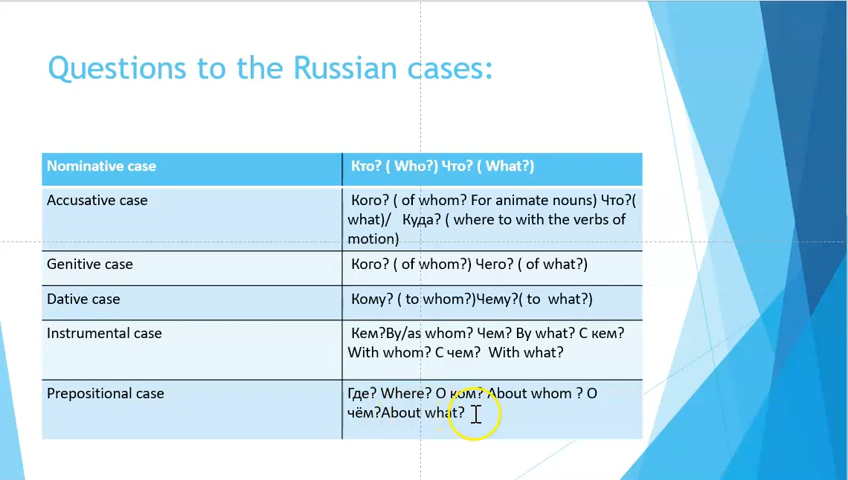 Questions to the Russian cases:
Nominative case
Кто? ( Who?) Что? ( What?)
Accusative case
Кого? ( of whom? For animate nouns) Что?(
what)/ Куда? ( where to with the verbs of
motion)
Genitive case
Кого? ( of whom?) Чего? ( of what?)
Dative case
Кому? ( to whom?)Чему?( to what?)
Instrumental case
Кем?By/as whom? Чем? By what? С кем?
With whom? С чем? With what?
Prepositional case
Где? Where? О ком? About whom ? О
чём?About what?